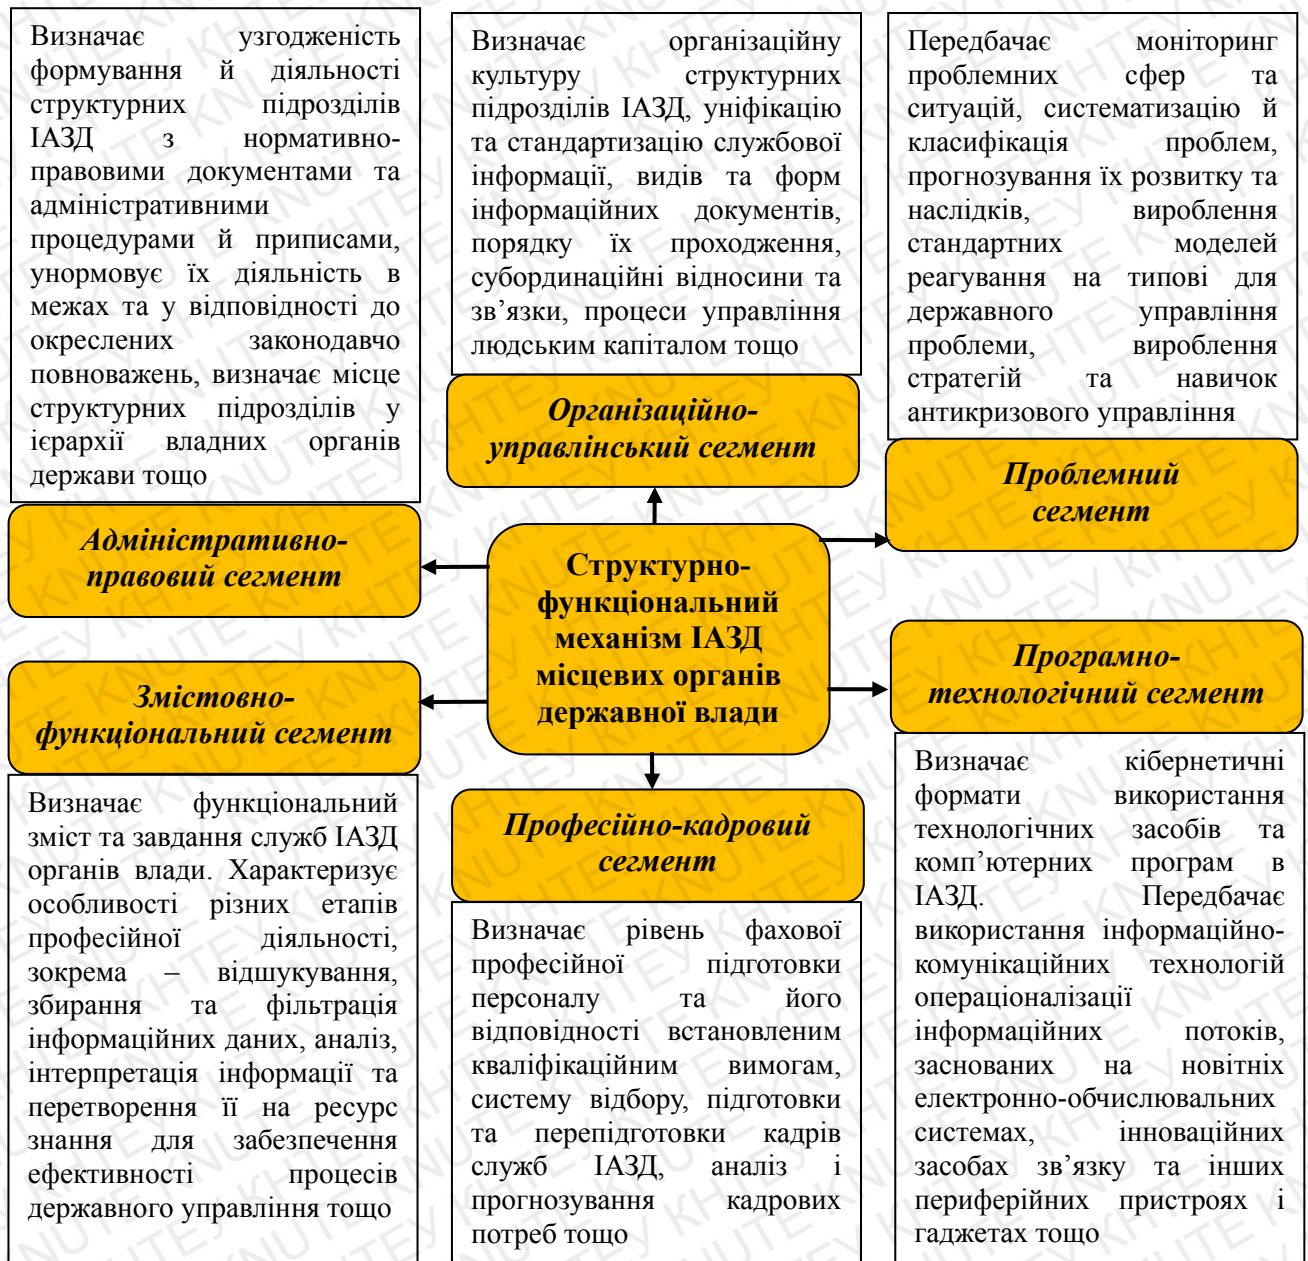 Визначає узгодженість
формування й діяльності
структурних підрозділів
ІАЗД з нормативно-
правовими документами та
адміністративними
процедурами й приписами,
унормовує їх діяльність в
межах та у відповідності до
окреслених законодавчо
повноважень, визначає місце
структурних підрозділів у
ієрархії владних органів
держави тощо
Адміністративно-
правовий сегмент
Визначає організаційну
культуру структурних
підрозділів ІАЗД, уніфікацію
та стандартизацію службової
інформації, видів та форм
інформаційних документів,
порядку їх проходження,
субординаційні відносини та
зв’язки, процеси управління
людським капіталом тощо
Організаційно-
управлінський сегмент
Передбачає моніторинг
проблемних сфер та
ситуацій, систематизацію й
класифікація проблем,
прогнозування їх розвитку та
наслідків, вироблення
стандартних моделей
реагування на типові для
державного управління
проблеми, вироблення
стратегій та навичок
антикризового управління
Проблемний
сегмент
Структурно-
функціональний
механізм ІАЗД
місцевих органів
державної влади
Змістовно-
функціональний сегмент
Визначає функціональний
зміст та завдання служб ІАЗД
органів влади. Характеризує
особливості різних етапів
професійної діяльності,
зокрема – відшукування,
збирання та фільтрація
інформаційних даних, аналіз,
інтерпретація інформації та
перетворення її на ресурс
знання для забезпечення
ефективності процесів
державного управління тощо
Професійно-кадровий
сегмент
Визначає рівень фахової
професійної підготовки
персоналу та його
відповідності встановленим
кваліфікаційним вимогам,
систему відбору, підготовки
та перепідготовки кадрів
служб ІАЗД, аналіз і
прогнозування кадрових
потреб тощо
Програмно-
технологічний сегмент
Визначає кібернетичні
формати використання
технологічних засобів та
комп’ютерних програм в
ІАЗД. Передбачає
використання інформаційно-
комунікаційних технологій
операціоналізації
інформаційних потоків,
заснованих на новітніх
електронно-обчислювальних
системах, інноваційних
засобах зв’язку та інших
периферійних пристроях і
гаджетах тощо